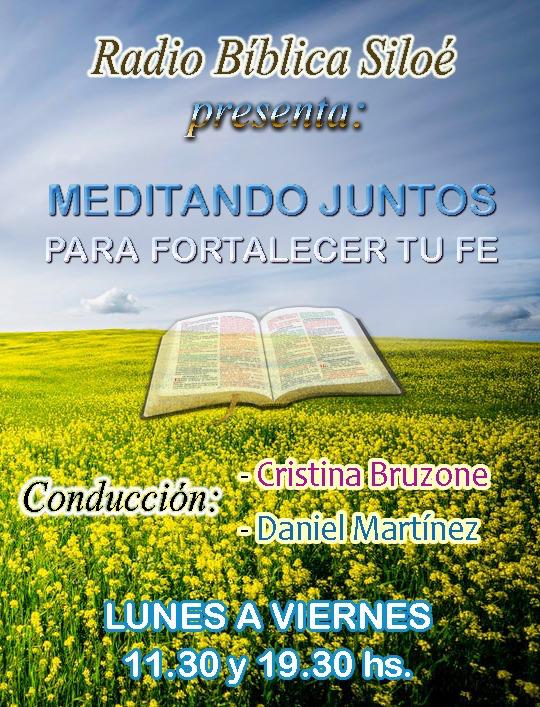 Radio Bíblica Siloé
presenta:
MEDITANDO JUNTOS
PARA FORTALECER TU FE
Conducción:
- Cristina Bruzone
- Daniel Martínez
LUNES A VIERNES
11.30 y 19.30 hs.